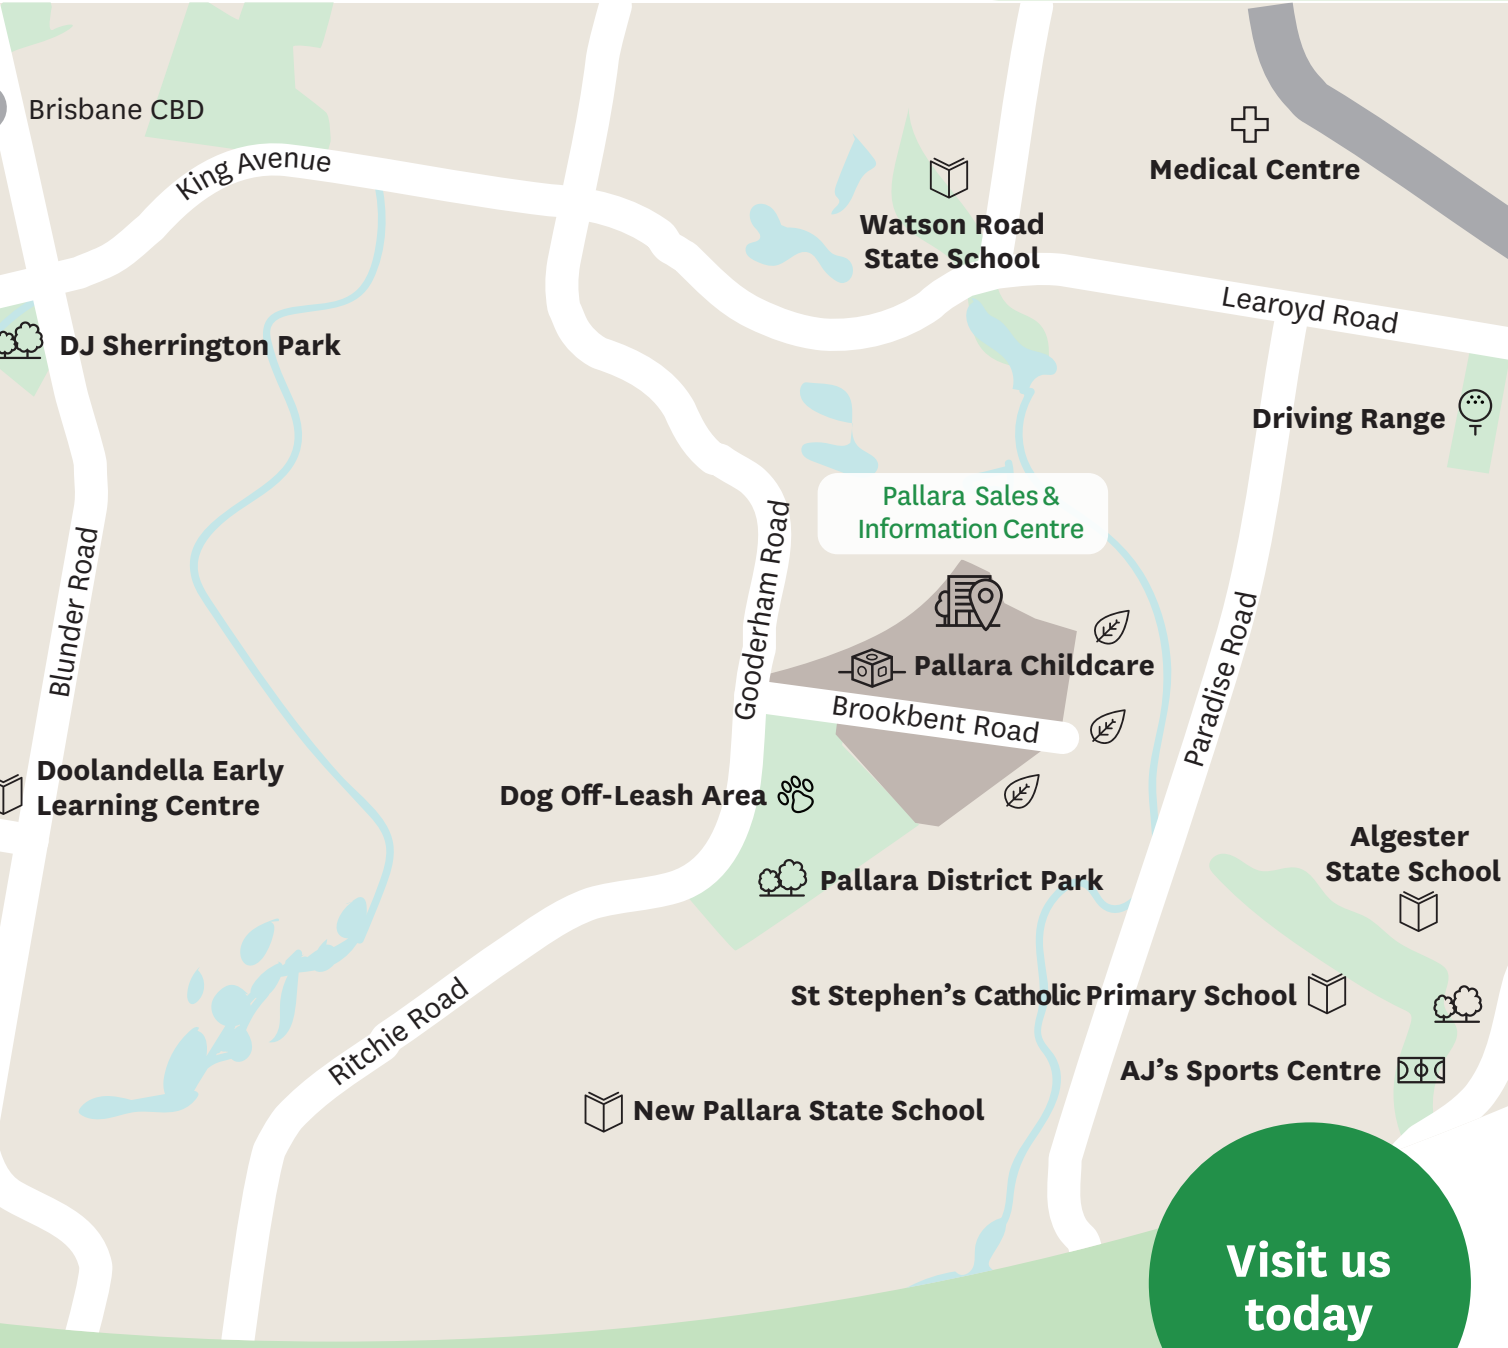 Brisbane CBD
King Avenue
Medical Centre
Watson Road
State School
Learoyd Road
DJ Sherrington Park
Driving Range
Pallara Sales &
Information Centre
Gooderham Road
Blunder Road
Paradise Road
Pallara Childcare
Brookbent Road
Doolandella Early
Learning Centre
Dog Off-Leash Area
Algester
State School
Pallara District Park
St Stephen’s Catholic Primary School
Ritchie Road
AJ’s Sports Centre
New Pallara State School
Visit us
today